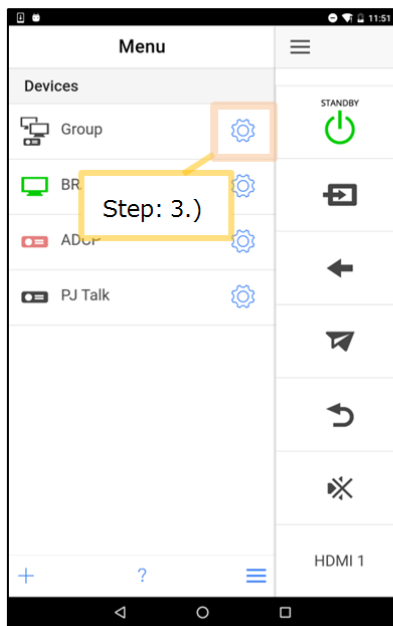 11:51
Menu
Devices
STANDBY
Group
BR
Step: 3.)
ADCP
PJ Talk
HDMI 1
?